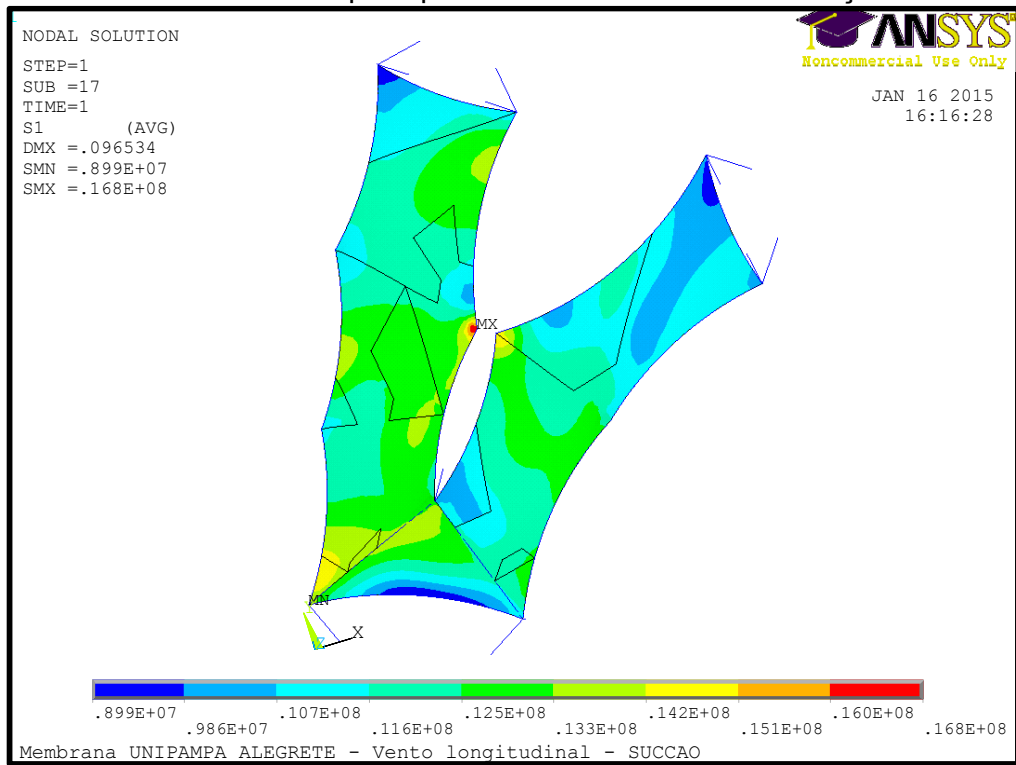 NODAL SOLUTION
STEP=1
SUB =17
TIME=1
S1 (AVG)
DMX =.096534
SMN =.899E+07
SMX =.168E+08
ANSYS
Noncommercial Use Only
JAN 16 2015
16:16:28
MX
MN
X
Z
.899E+07
.986E+07
.107E+08
.116E+08
.125E+08
.133E+08
.142E+08
.151E+08
.160E+08
.168E+08
Membrana UNIPAMPA ALEGRETE - Vento longitudinal - SUCCAO